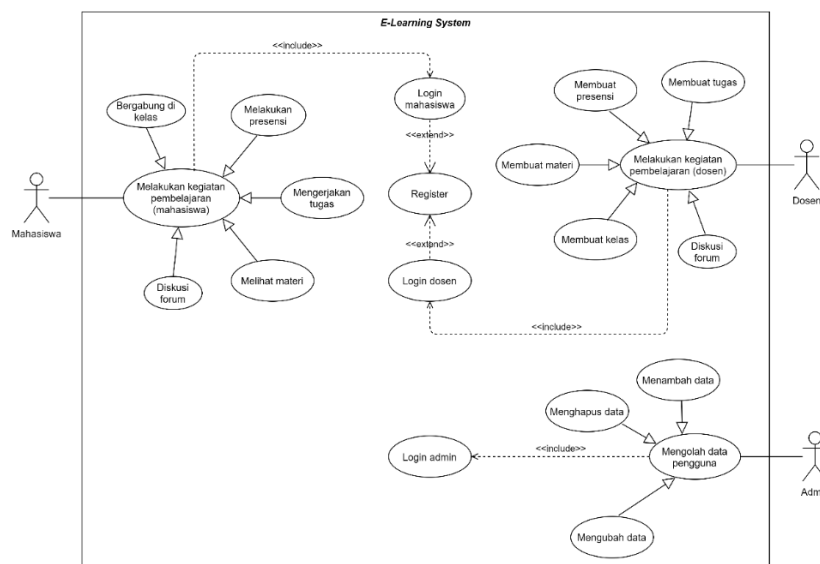 E-Learning System
<<include>>
Bergabung di
kelas
Melakukan
presensi
Login
mahasiswa
Membuat
presensi
Membuat tugas
<<extend>>
Melakukan kegiatan
pembelajaran
(mahasiswa)
Mengerjakan
tugas
Register
Membuat materi
Melakukan kegiatan
pembelajaran (dosen)
Mahasiswa
Dosen
<<extend>>
Membuat kelas
Diskusi
forum
Diskusi
forum
Melihat materi
Login dosen
<<include>>
Menambah data
Menghapus data
Login admin
<<include>>
Mengolah data
pengguna
Adm
Mengubah data